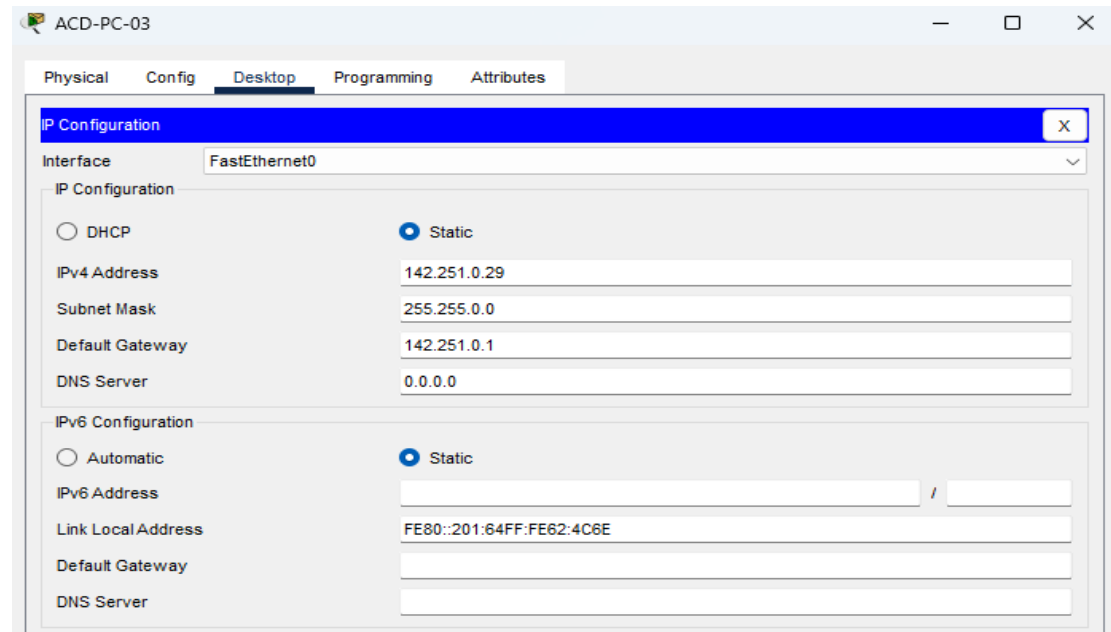 ACD-PC-03
Physical Config Desktop Programming Attributes
IP Configuration X
Interface FastEthernet0
IP Configuration
DHCP Static
IPv4 Address 142.251.0.29
Subnet Mask 255.255.0.0
Default Gateway 142.251.0.1
DNS Server 0.0.0.0
IPv6 Configuration
Automatic Static
IPv6 Address /
Link Local Address FE80::201:64FF:FE62:4C6E
Default Gateway
DNS Server